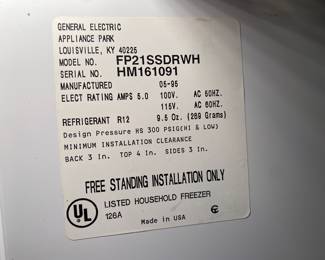 GENERAL ELECTRIC
APPLIANCE PARK
LOUISVILLE, KY 40225
MODEL NO. FP21SSDRWH
SERIAL NO. HM161091
MANUFACTURED 05-95
ELECT RATING AMPS 5.0 100V. AC 50HZ.
115V. AC 60HZ.
REFRIGERANT R12 9.5 Oz. (269 Grams)
Design Pressure HS 300 PSIG(HI & LOW)
MINIMUM INSTALLATION CLEARANCE
BACK 3 In. TOP 4 In. SIDES 3 In.
FREE STANDING INSTALLATION ONLY
UL
LISTED HOUSEHOLD FREEZER
126A
Made in USA